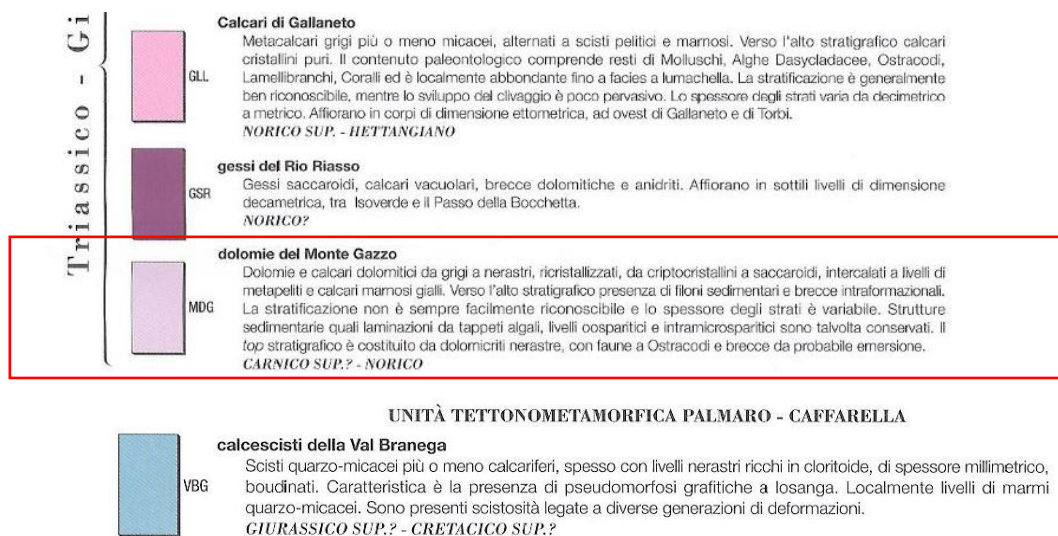 Triassico - Gi
Calcari di Gallaneto
GLL
Metacalcari grigi più o meno micacei, alternati a scisti pelitici e marnosi. Verso l'alto stratigrafico calcari
cristallini puri. Il contenuto paleontologico comprende resti di Molluschi, Alghe Dasycladacee, Ostracodi,
Lamellibranchi, Coralli ed è localmente abbondante fino a facies a lumachella. La stratificazione è generalmente
ben riconoscibile, mentre lo sviluppo del clivaggio è poco pervasivo. Lo spessore degli strati varia da decimetrico
a metrico. Affiorano in corpi di dimensione ettometrica, ad ovest di Gallaneto e di Torbi.
NORICO SUP. - HETTANGIANO
gessi del Rio Riasso
GSR
Gessi saccaroidi, calcari vacuolari, brecce dolomitiche e anidriti. Affiorano in sottili livelli di dimensione
decametrica, tra Isoverde e il Passo della Bocchetta.
NORICO?
dolomie del Monte Gazzo
MDG
Dolomie e calcari dolomitici da grigi a nerastri, ricristallizzati, da criptocristallini a saccaroidi, intercalati a livelli di
metapeliti e calcari marnosi gialli. Verso l'alto stratigrafico presenza di filoni sedimentari e brecce intraformazionali.
La stratificazione non è sempre facilmente riconoscibile e lo spessore degli strati è variabile. Strutture
sedimentarie quali laminazioni da tappeti algali, livelli oosparitici e intramicrosparitici sono talvolta conservati. Il
top stratigrafico è costituito da dolomicriti nerastre, con faune a Ostracodi e brecce da probabile emersione.
CARNICO SUP.? - NORICO
UNITÀ TETTONOMETAMORFICA PALMARO - CAFFARELLA
calcescisti della Val Branega
VBG
Scisti quarzo-micacei più o meno calcariferi, spesso con livelli nerastri ricchi in cloritoide, di spessore millimetrico,
boudinati. Caratteristica è la presenza di pseudomorfosi grafitiche a losanga. Localmente livelli di marmi
quarzo-micacei. Sono presenti scistosità legate a diverse generazioni di deformazioni.
GIURASSICO SUP.? - CRETACICO SUP.?